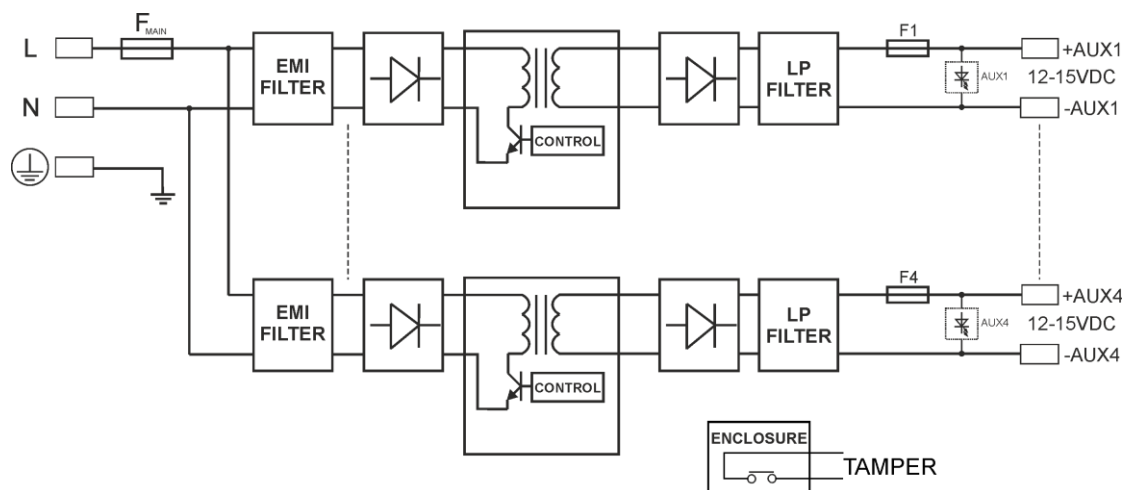 L
F MAIN
EMI
FILTER
CONTROL
LP
FILTER
F1
AUX1
+AUX1
12-15VDC
-AUX1
N
EMI
FILTER
CONTROL
LP
FILTER
F4
AUX4
+AUX4
12-15VDC
-AUX4
ENCLOSURE
TAMPER